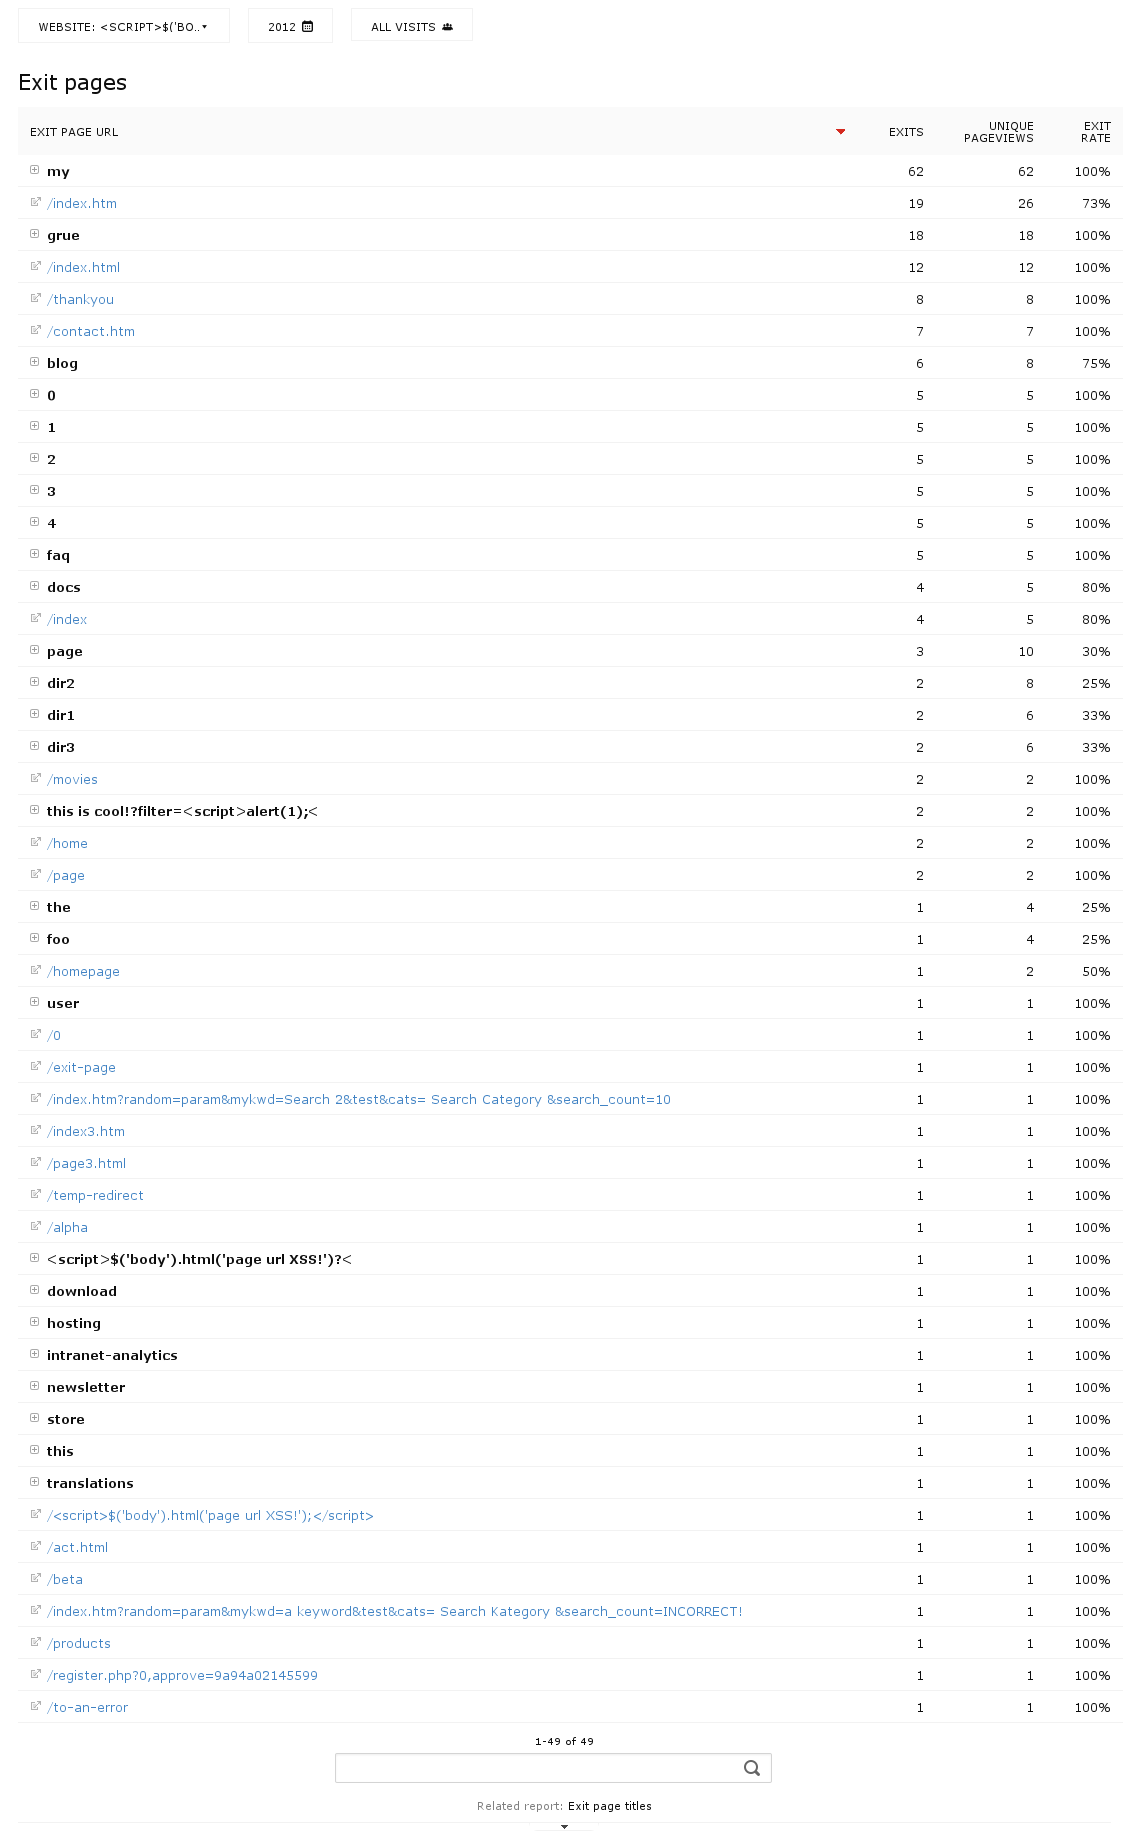 WEBSITE: <SCRIPT>$('BO.. 2012 ALL VISITS
Exit pages
EXIT PAGE URL EXITS UNIQUE PAGEVIEWS EXIT RATE
my 62 62 100%
/index.htm 19 26 73%
grue 18 18 100%
/index.html 12 12 100%
/thankyou 8 8 100%
/contact.htm 7 7 100%
blog 6 8 75%
0 5 5 100%
1 5 5 100%
2 5 5 100%
3 5 5 100%
4 5 5 100%
faq 5 5 100%
docs 4 5 80%
/index 4 5 80%
page 3 10 30%
dir2 2 8 25%
dir1 2 6 33%
dir3 2 6 33%
/movies 2 2 100%
this is cool!?filter=<script>alert(1);< 2 2 100%
/home 2 2 100%
/page 2 2 100%
the 1 4 25%
foo 1 4 25%
/homepage 1 2 50%
user 1 1 100%
/0 1 1 100%
/exit-page 1 1 100%
/index.htm?random=param&mykwd=Search 2&test&cats= Search Category &search_count=10 1 1 100%
/index3.htm 1 1 100%
/page3.html 1 1 100%
/temp-redirect 1 1 100%
/alpha 1 1 100%
<script>$('body').html('page url XSS!')?< 1 1 100%
download 1 1 100%
hosting 1 1 100%
intranet-analytics 1 1 100%
newsletter 1 1 100%
store 1 1 100%
this 1 1 100%
translations 1 1 100%
/<script>$('body').html('page url XSS!');</script> 1 1 100%
/act.html 1 1 100%
/beta 1 1 100%
/index.htm?random=param&mykwd=a keyword&test&cats= Search Kategory &search_count=INCORRECT! 1 1 100%
/products 1 1 100%
/register.php?0,approve=9a94a02145599 1 1 100%
/to-an-error 1 1 100%
1-49 of 49
Related report: Exit page titles